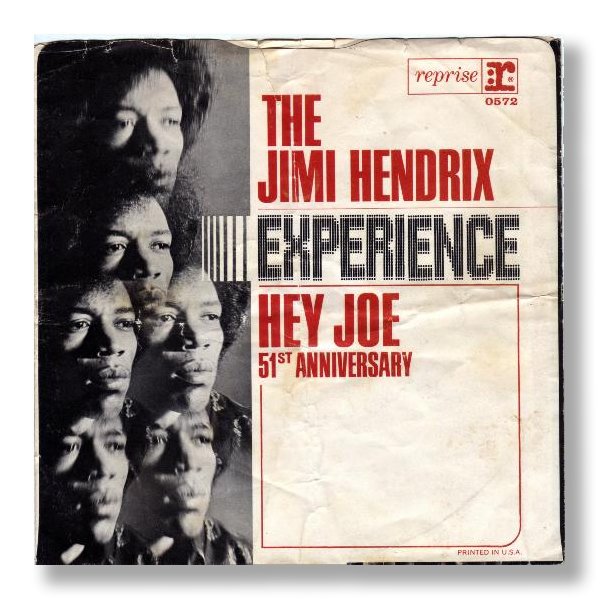 reprise r®
0572
THE
JIMI HENDRIX
EXPERIENCE
HEY JOE
51ST ANNIVERSARY
PRINTED IN U.S.A.